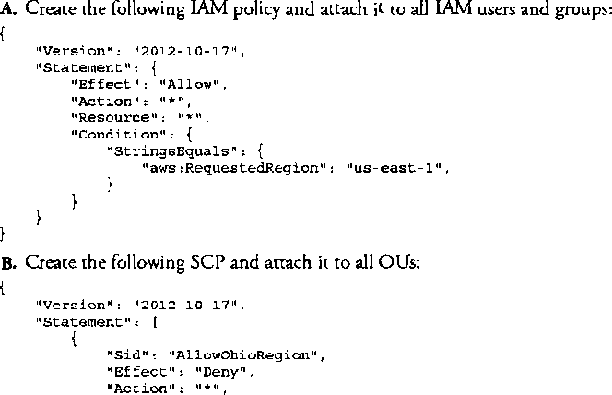 A. Create the following IAM policy and attach it to all IAM users and groups:
{
"Version": "2012-10-17",
"Statement": {
"Effect": "Allow",
"Action": "*",
"Resource": "*",
"Condition": {
"StringsEquals": {
"aws:RequestedRegion": "us-east-1",
}
}
}
}
B. Create the following SCP and attach it to all OUs:
{
"Version": "2012-10-17",
"Statement": [
{
"Sid": "AllowOhioRegion",
"Effect": "Deny",
"Action": "*",